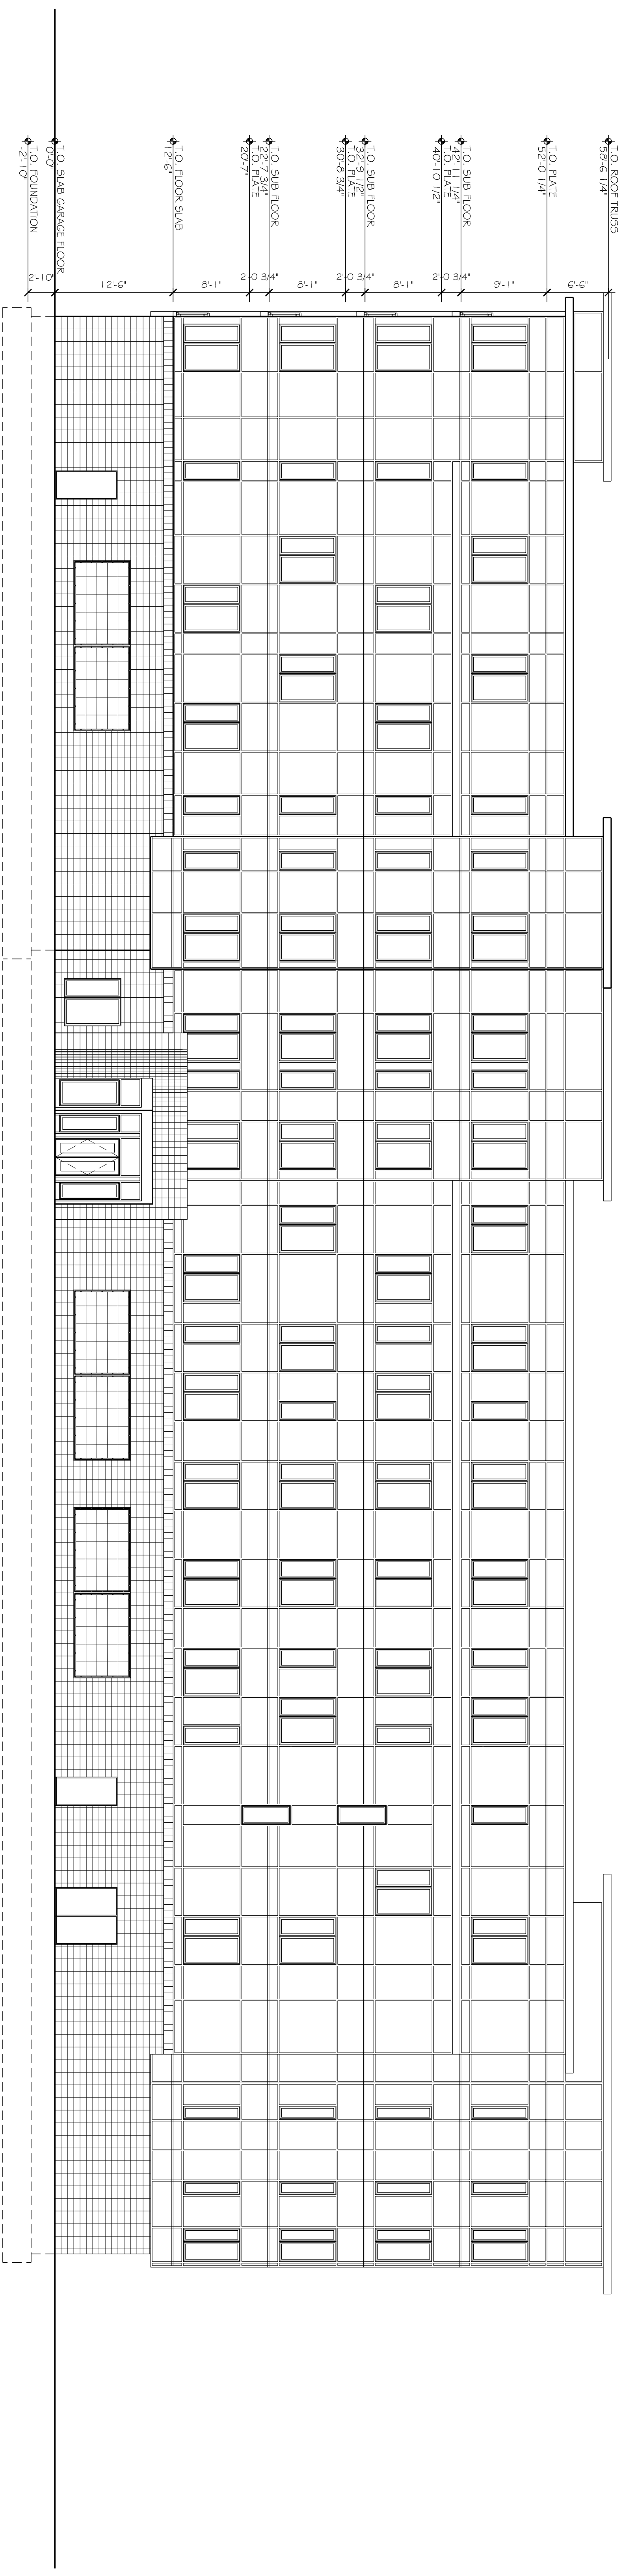 T.O. ROOF TRUSS
58'-6 1/4"
T.O. PLATE
52'-0 1/4"
T.O. SUB FLOOR
42'-11 1/4"
T.O. PLATE
40'-10 1/2"
T.O. SUB FLOOR
32'-9 1/2"
T.O. PLATE
30'-8 3/4"
T.O. SUB FLOOR
22'-7 3/4"
T.O. PLATE
20'-7"
T.O. FLOOR SLAB
12'-6"
T.O. SLAB GARAGE FLOOR
0'-0"
T.O. FOUNDATION
-2'-10"
2'-10"
12'-6"
8'-1"
2'-0 3/4"
8'-1"
2'-0 3/4"
8'-1"
2'-0 3/4"
9'-1"
6'-6"